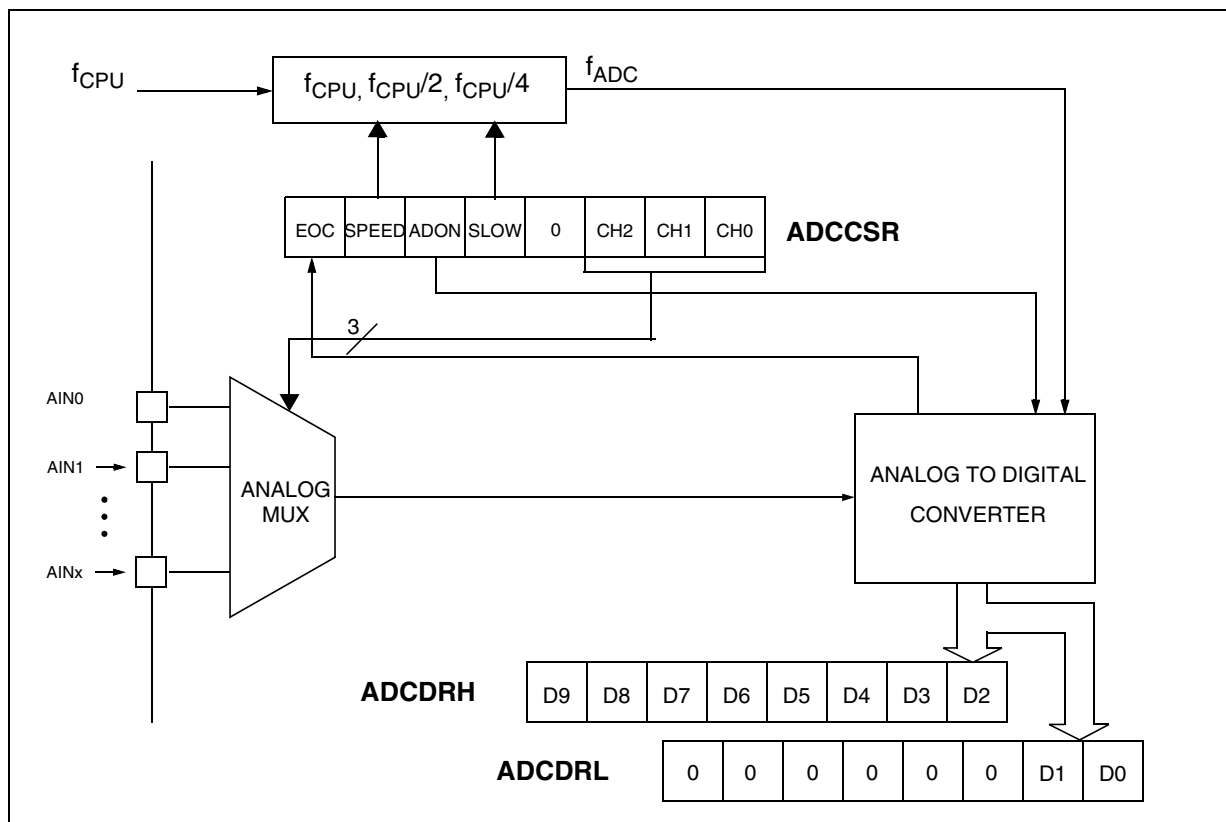 fCPU
fCPU, fCPU/2, fCPU/4
fADC
EOC SPEED ADON SLOW 0 CH2 CH1 CH0
ADCCSR
3
AIN0
AIN1
AINx
ANALOG
MUX
ANALOG TO DIGITAL
CONVERTER
ADCDRH
D9 D8 D7 D6 D5 D4 D3 D2
ADCDRL
0 0 0 0 0 0 D1 D0